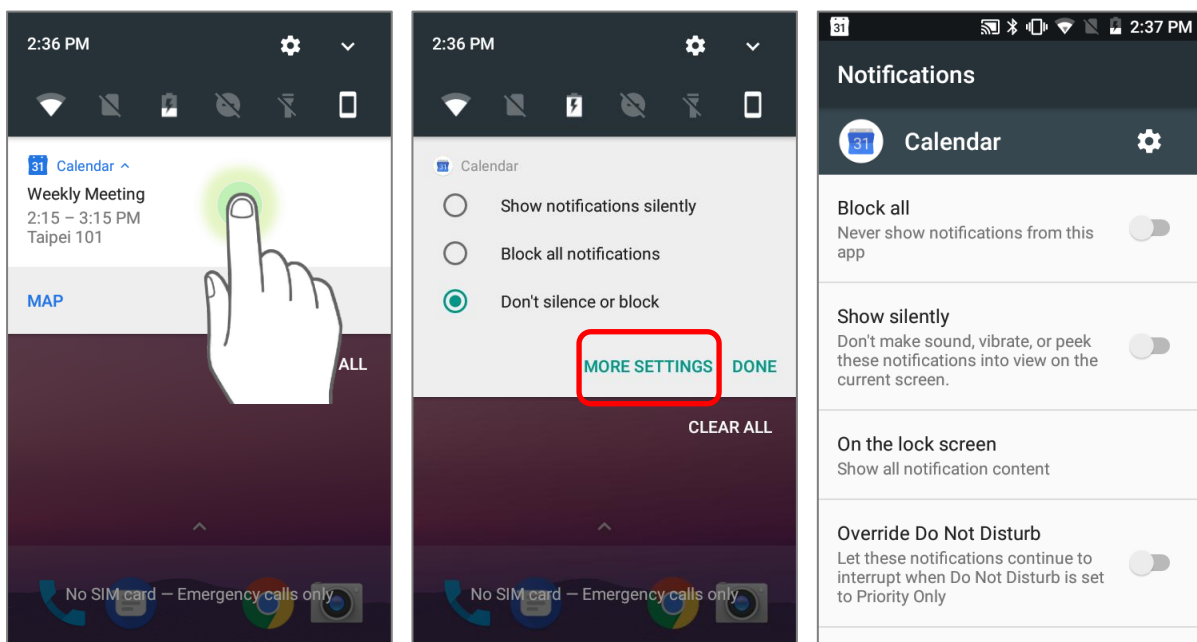 2:36 PM
31 Calendar
Weekly Meeting
2:15 – 3:15 PM
Taipei 101
MAP
ALL
No SIM card — Emergency calls only
2:36 PM
31 Calendar
Show notifications silently
Block all notifications
Don't silence or block
MORE SETTINGS DONE
CLEAR ALL
No SIM card — Emergency calls only
31 2:37 PM
Notifications
31 Calendar
Block all
Never show notifications from this
app
Show silently
Don't make sound, vibrate, or peek
these notifications into view on the
current screen.
On the lock screen
Show all notification content
Override Do Not Disturb
Let these notifications continue to
interrupt when Do Not Disturb is set
to Priority Only